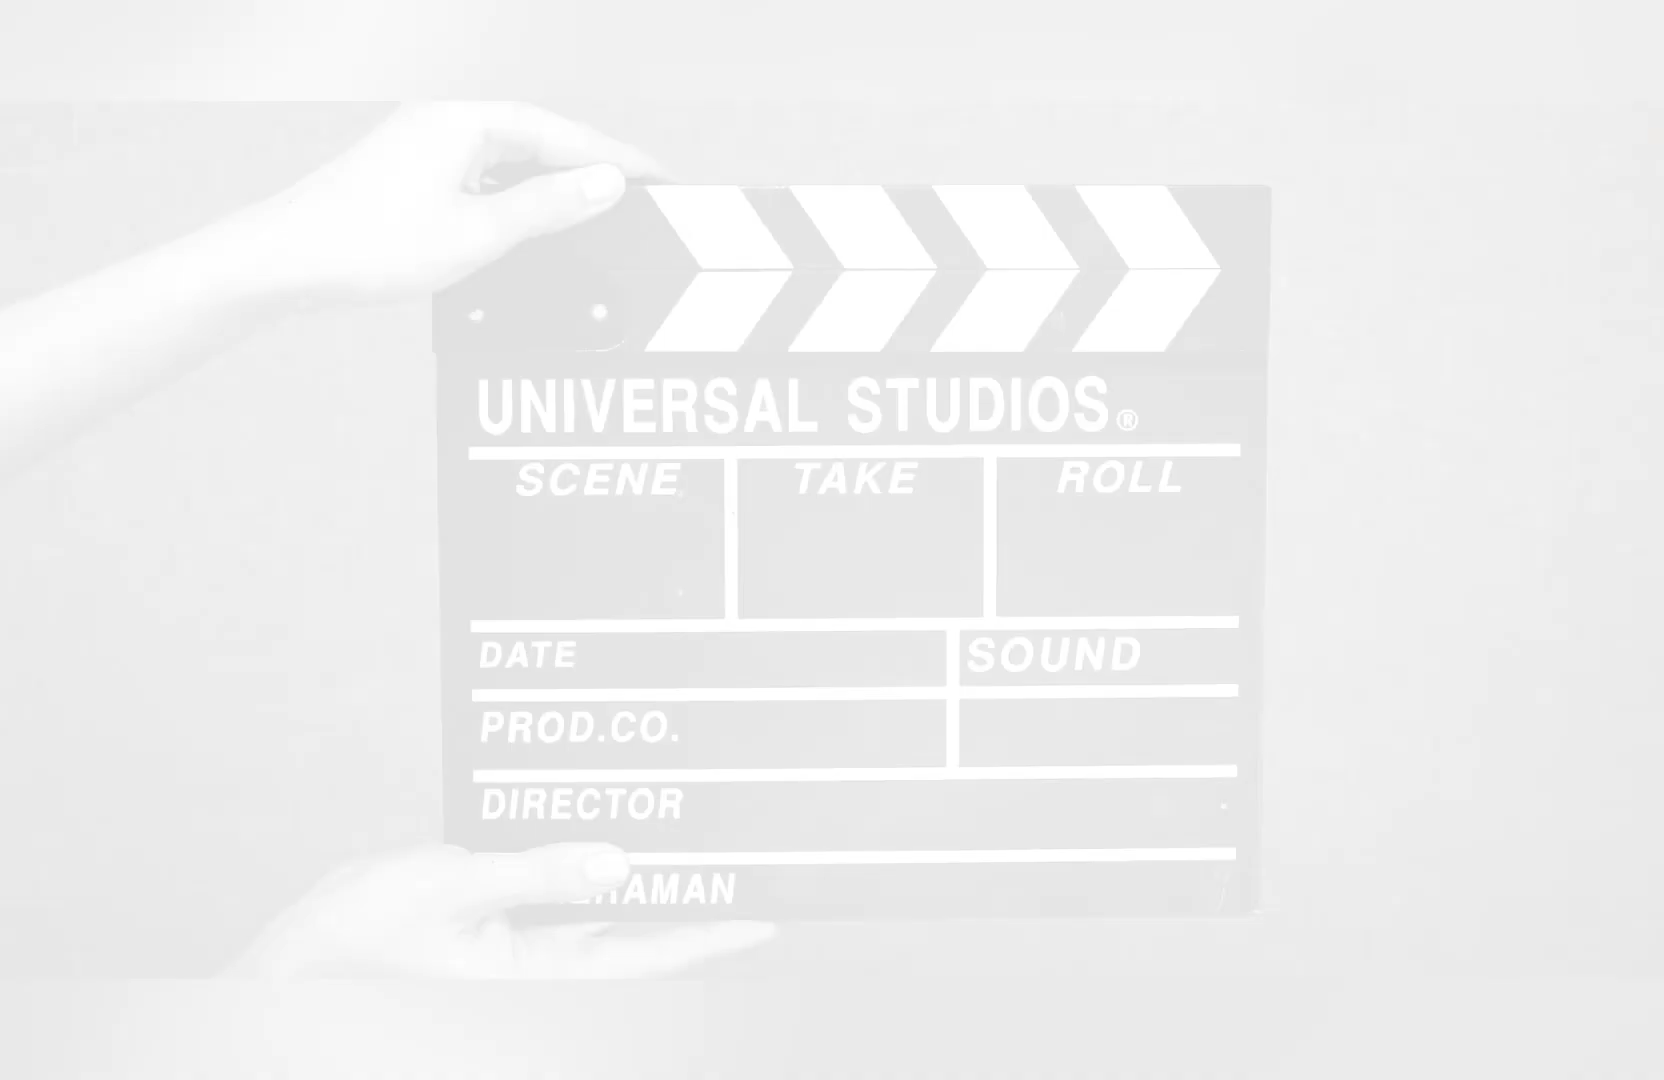 UNIVERSAL STUDIOS®
SCENE TAKE ROLL
DATE SOUND
PROD.CO.
DIRECTOR